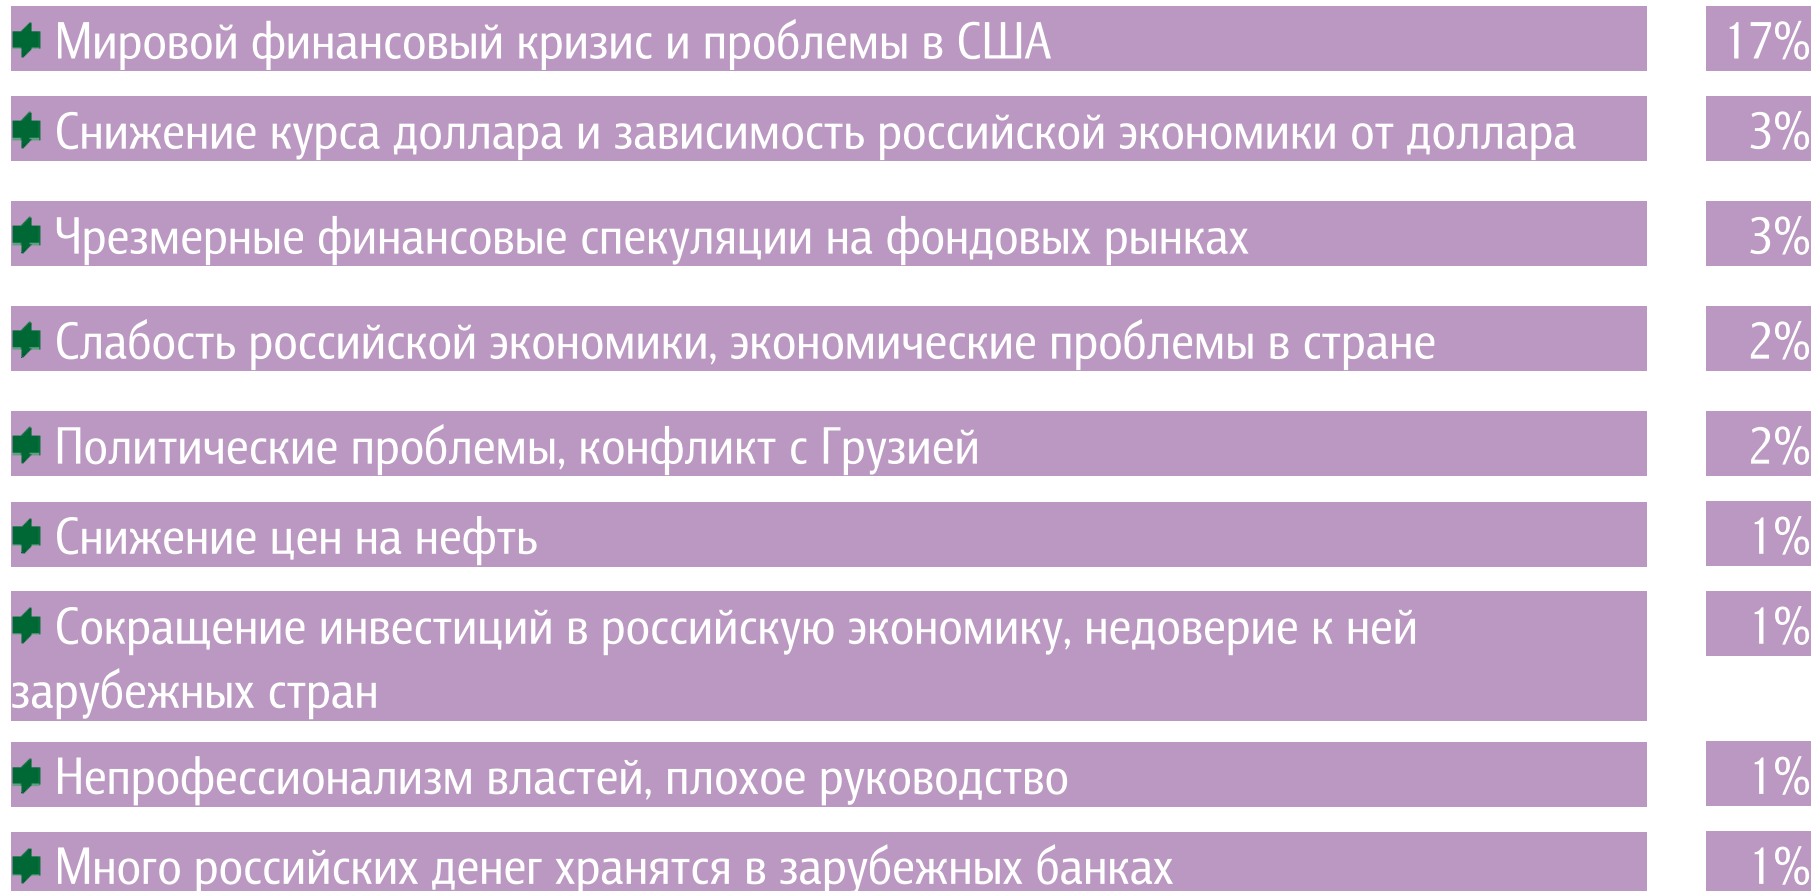 Мировой финансовый кризис и проблемы в США 17%
Снижение курса доллара и зависимость российской экономики от доллара 3%
Чрезмерные финансовые спекуляции на фондовых рынках 3%
Слабость российской экономики, экономические проблемы в стране 2%
Политические проблемы, конфликт с Грузией 2%
Снижение цен на нефть 1%
Сокращение инвестиций в российскую экономику, недоверие к ней 1%
зарубежных стран
Непрофессионализм властей, плохое руководство 1%
Много российских денег хранятся в зарубежных банках 1%